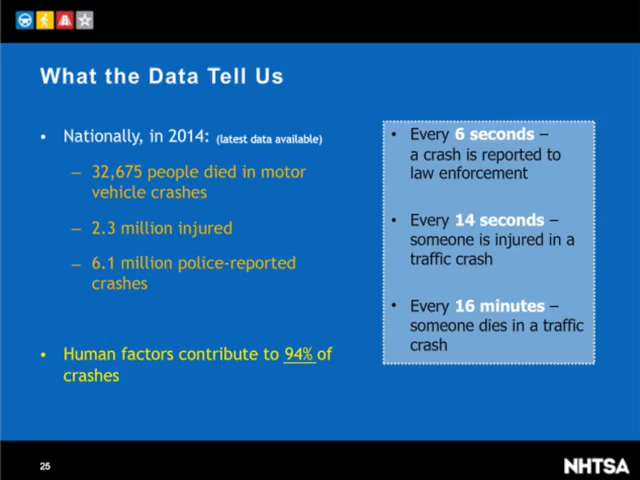 What the Data Tell Us
• Nationally, in 2014: (latest data available)
– 32,675 people died in motor
vehicle crashes
– 2.3 million injured
– 6.1 million police-reported
crashes
• Human factors contribute to 94% of
crashes
• Every 6 seconds –
a crash is reported to
law enforcement
• Every 14 seconds –
someone is injured in a
traffic crash
• Every 16 minutes –
someone dies in a traffic
crash
25
NHTSA